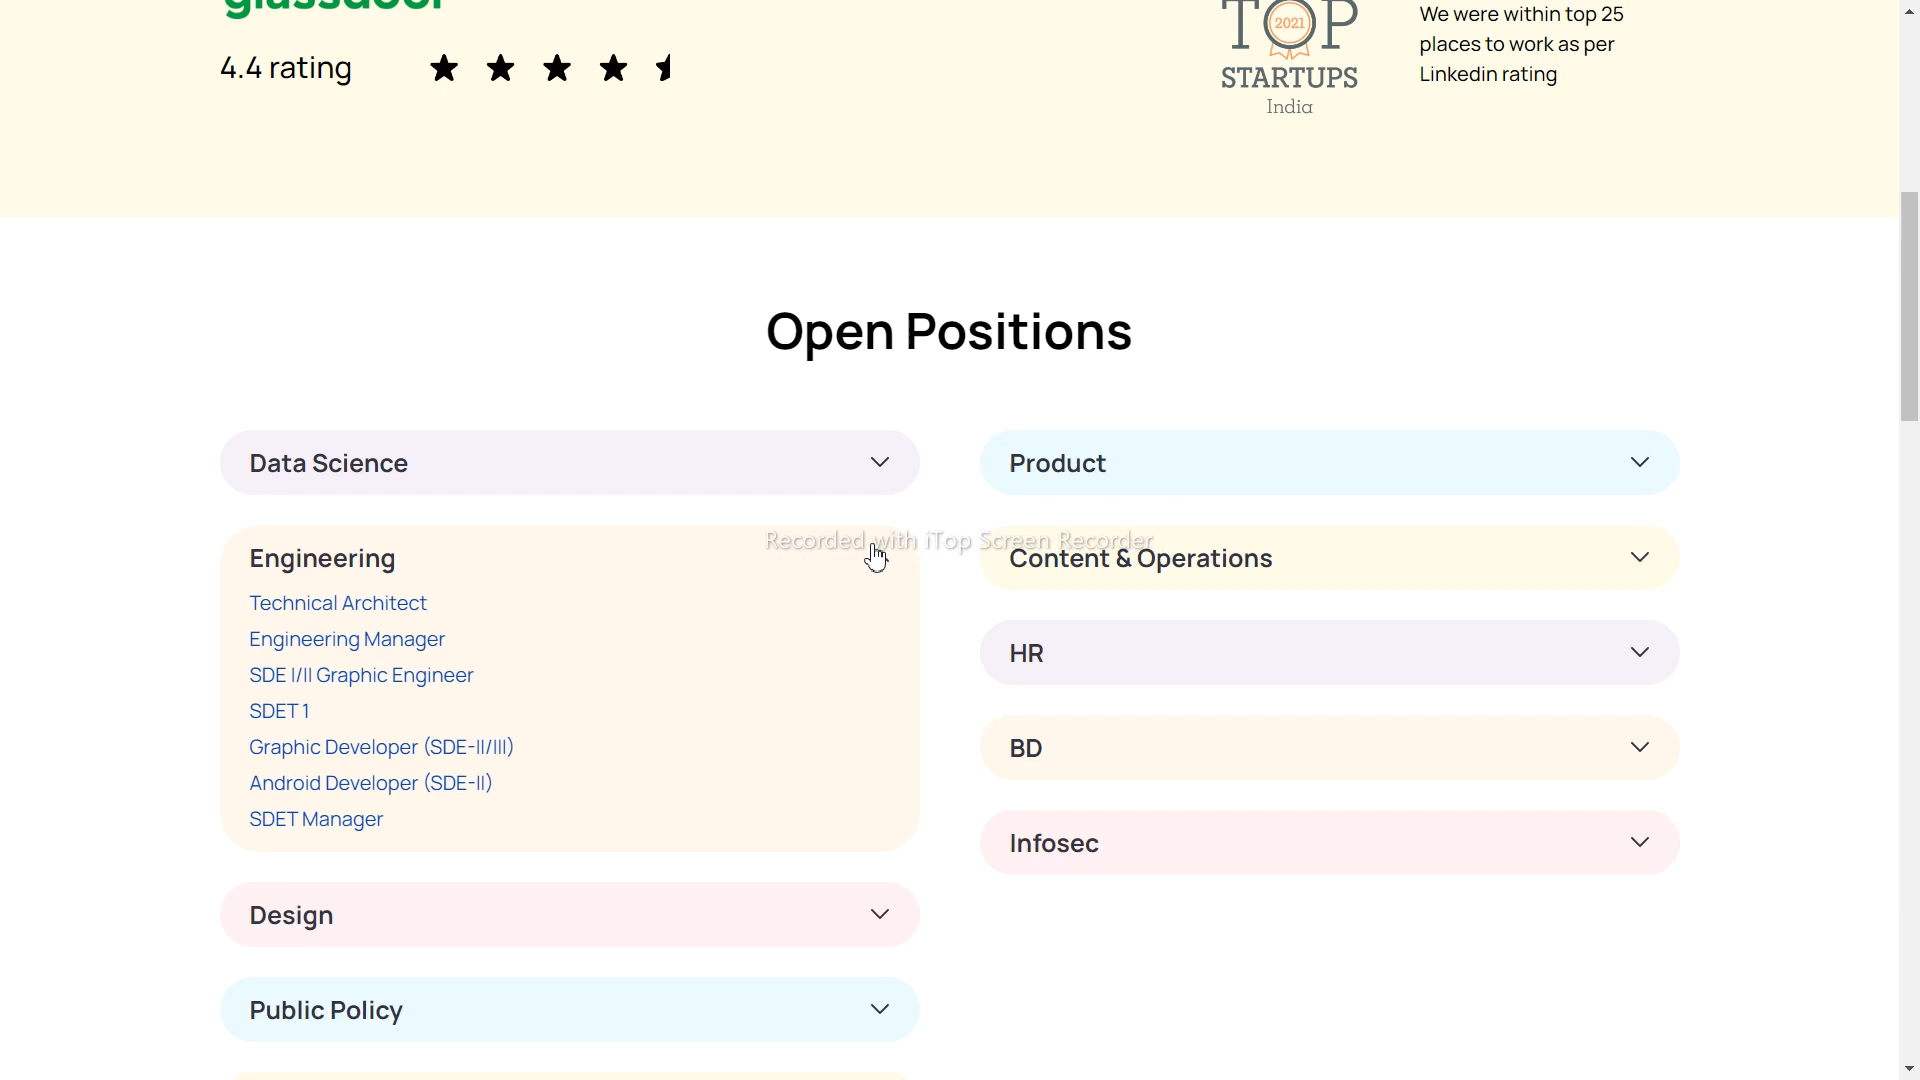 glassdoor
4.4 rating
TOP
2021
STARTUPS
India
We were within top 25
places to work as per
Linkedin rating
Open Positions
Data Science
Engineering
Technical Architect
Engineering Manager
SDE I/II Graphic Engineer
SDET 1
Graphic Developer (SDE-II/III)
Android Developer (SDE-II)
SDET Manager
Design
Public Policy
Recorded with iTop Screen Recorder
Product
Content & Operations
HR
BD
Infosec